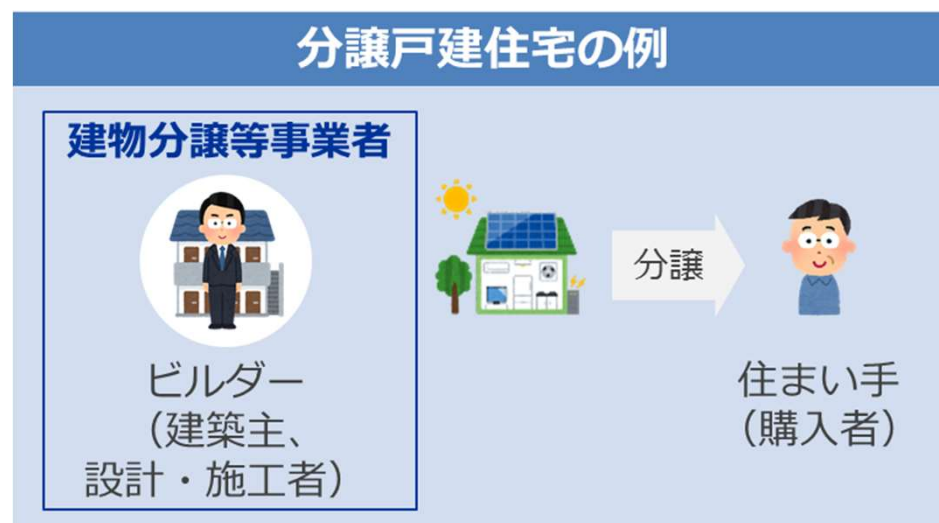 分譲戸建住宅の例
建物分譲等事業者
ビルダー
（建築主、
設計・施工者）
分譲
住まい手
（購入者）